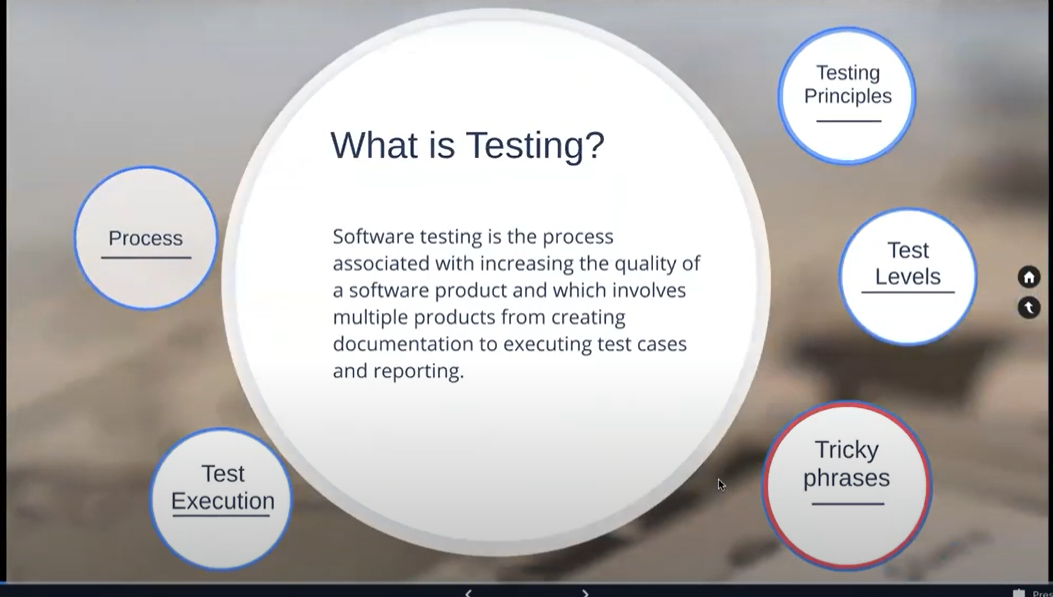 What is Testing?
Software testing is the process
associated with increasing the quality of
a software product and which involves
multiple products from creating
documentation to executing test cases
and reporting.
Process
Test
Execution
Testing
Principles
Test
Levels
Tricky
phrases